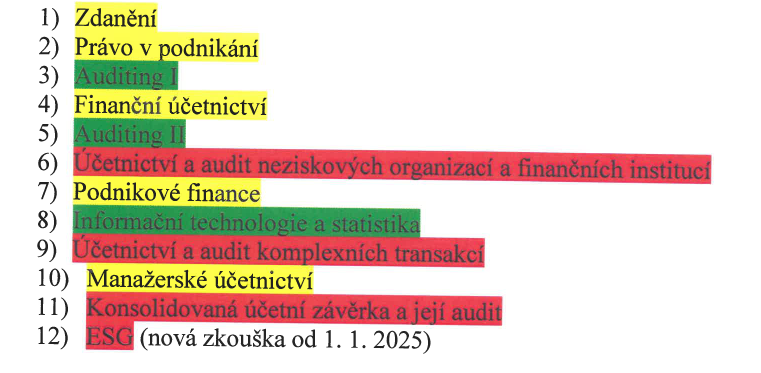 1) Zdanění
2) Právo v podnikání
3) Auditing I
4) Finanční účetnictví
5) Auditing II
6) Účetnictví a audit neziskových organizací a finančních institucí
7) Podnikové finance
8) Informační technologie a statistika
9) Účetnictví a audit komplexních transakcí
10) Manažerské účetnictví
11) Konsolidovaná účetní závěrka a její audit
12) ESG (nová zkouška od 1. 1. 2025)